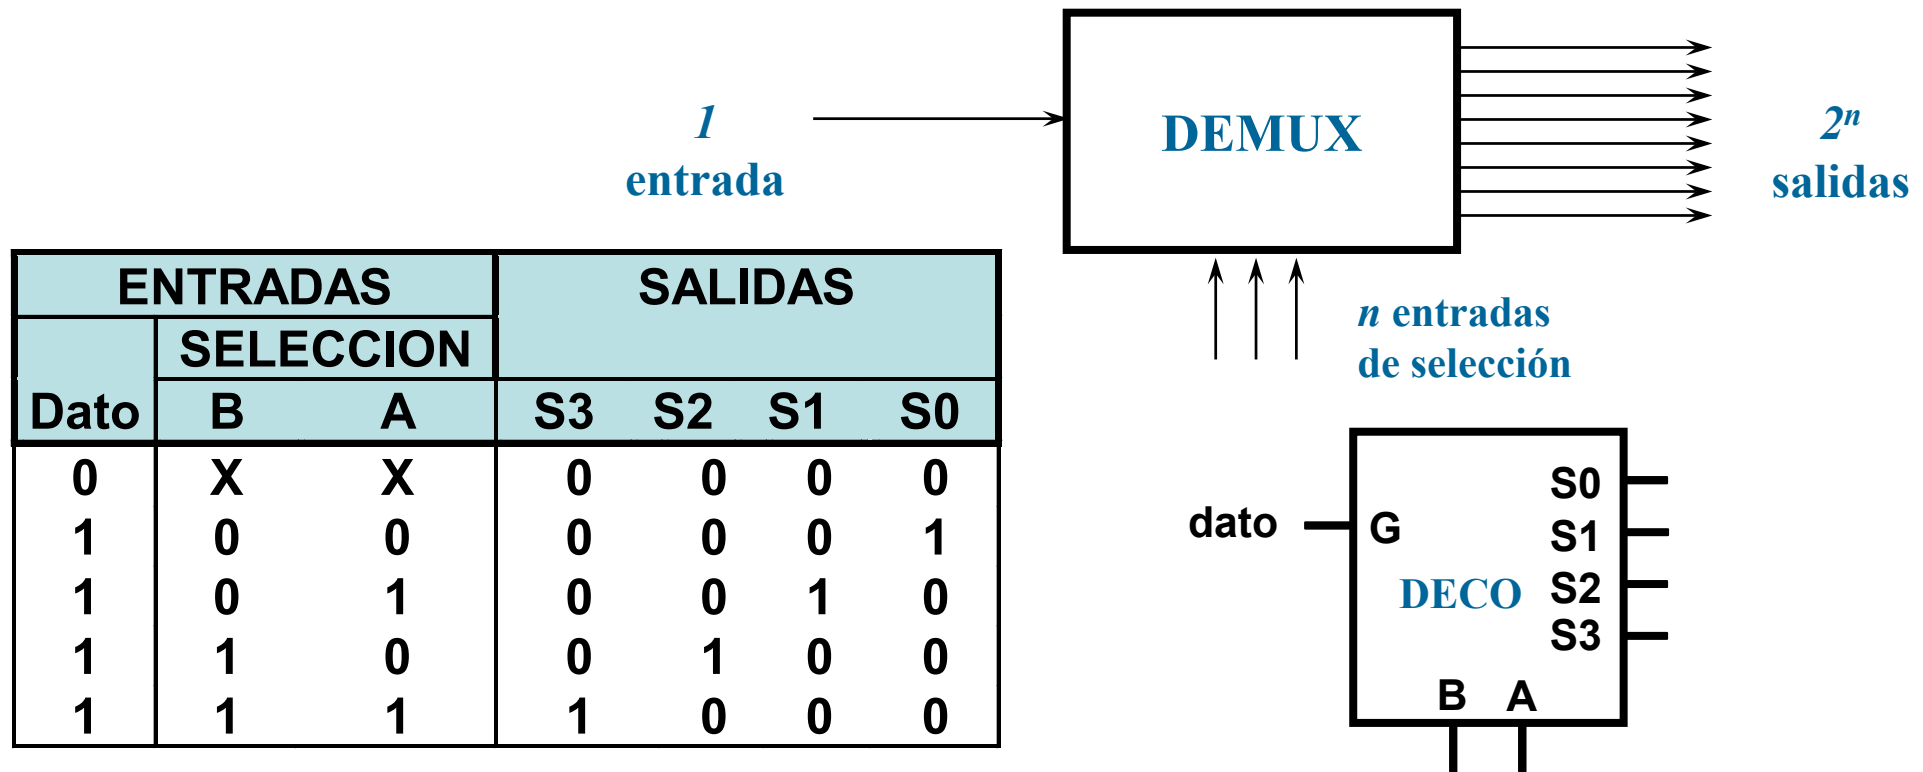 1
entrada
DEMUX
2ⁿ
salidas
n entradas
de selección
ENTRADAS SALIDAS
SELECCION
Dato B A S3 S2 S1 S0
0 X X 0 0 0 0
1 0 0 0 0 0 1
1 0 1 0 0 1 0
1 1 0 0 1 0 0
1 1 1 1 0 0 0
dato G DECO
S0
S1
S2
S3
B A